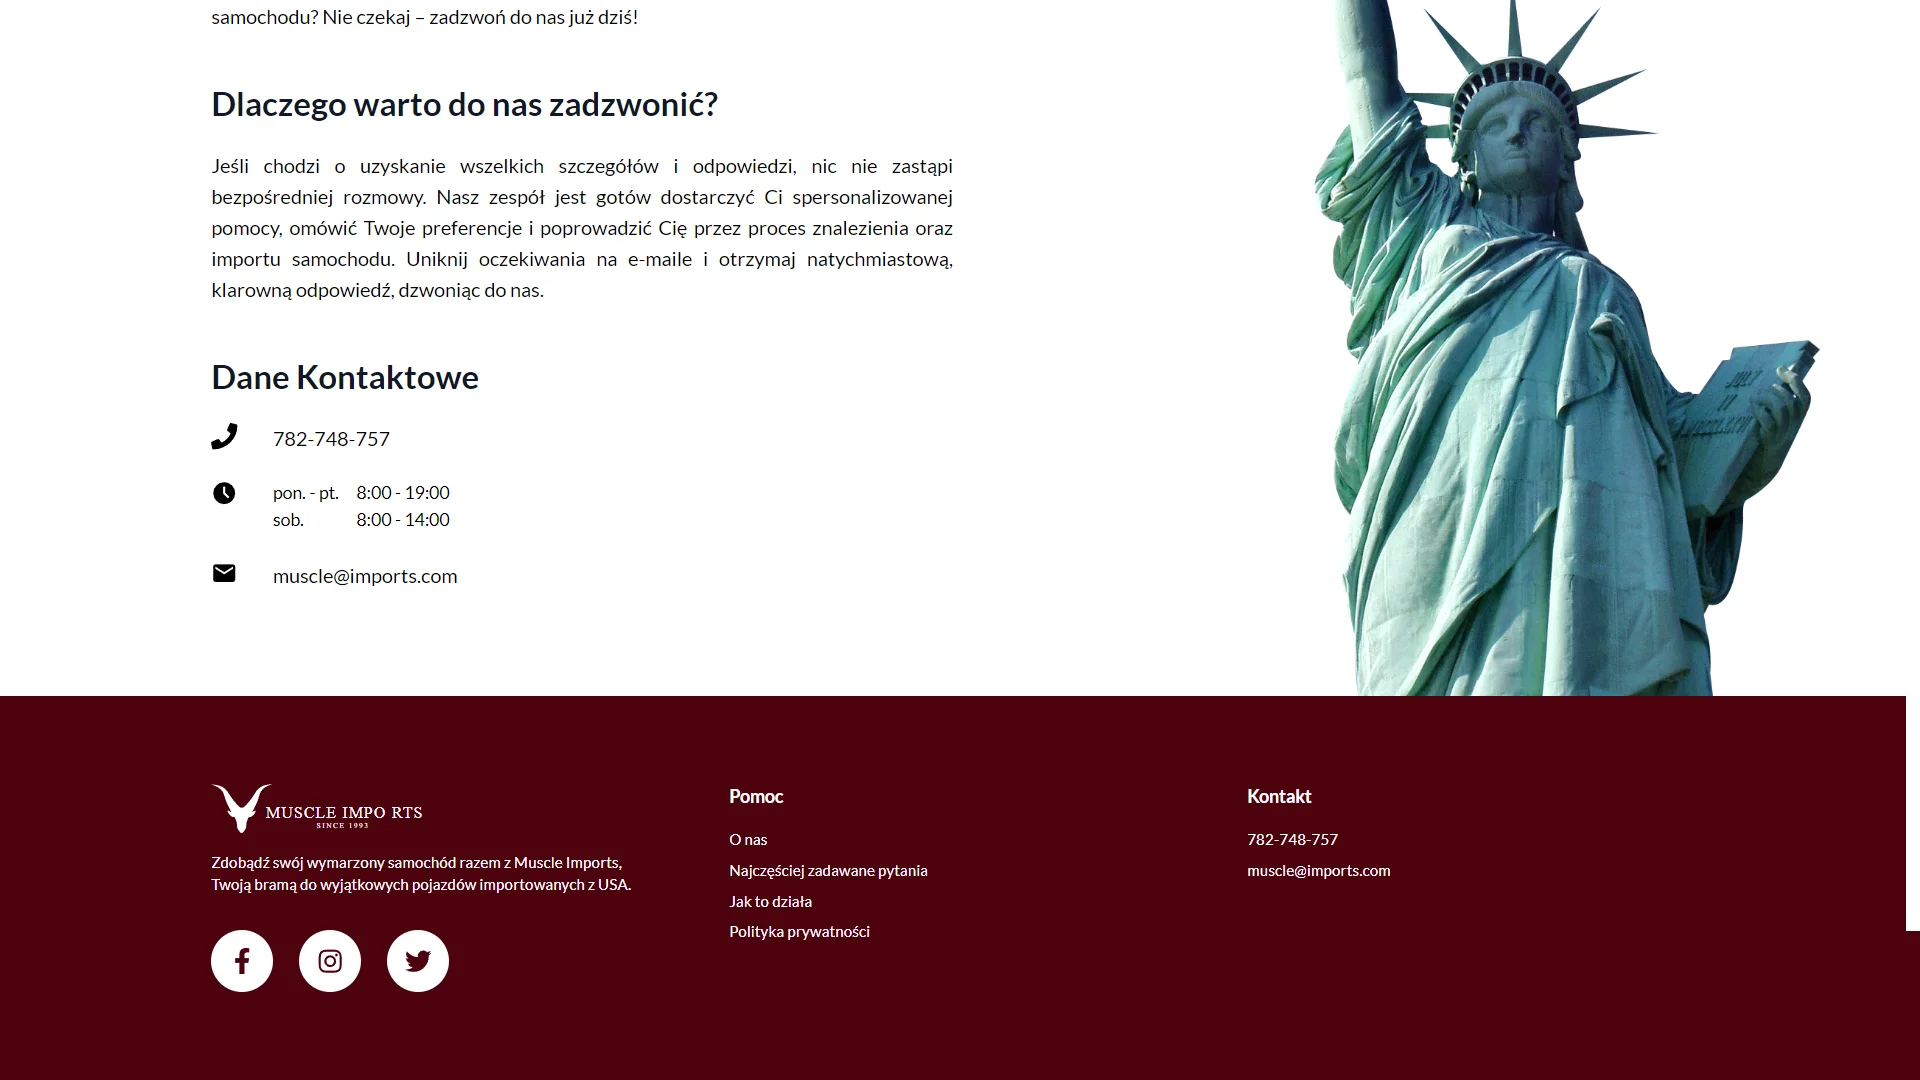 samochodu? Nie czekaj – zadzwoń do nas już dziś!
Dlaczego warto do nas zadzwonić?
Jeśli chodzi o uzyskanie wszelkich szczegółów i odpowiedzi, nic nie zastąpi
bezpośredniej rozmowy. Nasz zespół jest gotów dostarczyć Ci spersonalizowanej
pomocy, omówić Twoje preferencje i poprowadzić Cię przez proces znalezienia oraz
importu samochodu. Uniknij oczekiwania na e-maile i otrzymaj natychmiastową,
klarowną odpowiedź, dzwoniąc do nas.
Dane Kontaktowe
782-748-757
pon. - pt. 8:00 - 19:00
sob. 8:00 - 14:00
muscle@imports.com
MUSCLE IMPO RTS
SINCE 1993
Zdobądź swój wymarzony samochód razem z Muscle Imports,
Twoją bramą do wyjątkowych pojazdów importowanych z USA.
Pomoc
O nas
Najczęściej zadawane pytania
Jak to działa
Polityka prywatności
Kontakt
782-748-757
muscle@imports.com